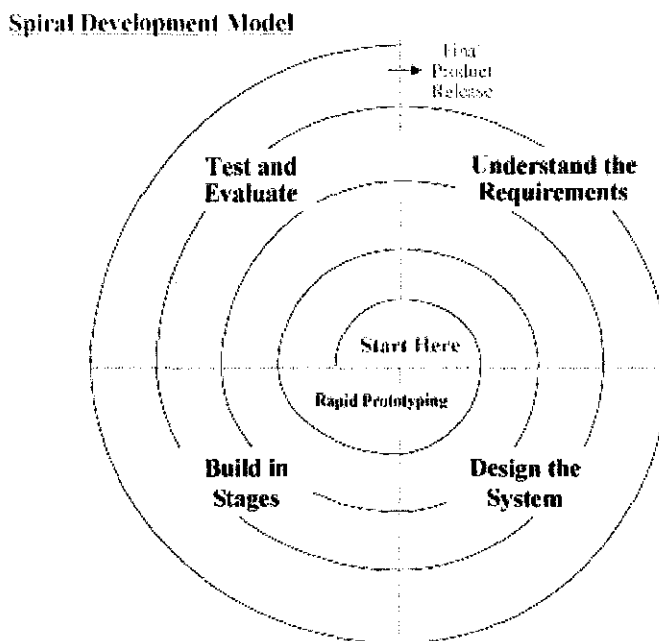 Spiral Development Model
Final
Product
Release
Test and
Evaluate
Understand the
Requirements
Start Here
Rapid Prototyping
Build in
Stages
Design the
System